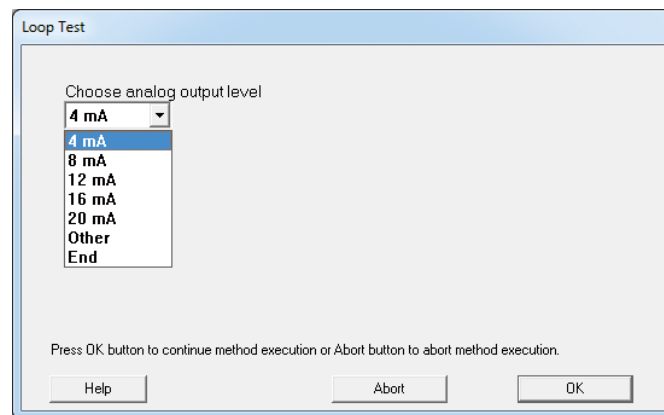 Loop Test
Choose analog output level
4 mA
4 mA
8 mA
12 mA
16 mA
20 mA
Other
End
Press OK button to continue method execution or Abort button to abort method execution.
Help
Abort
OK